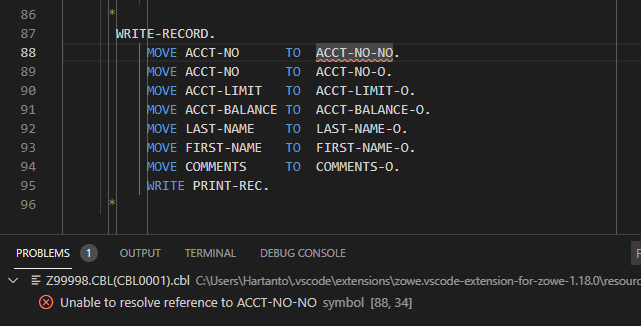 86 *
87 WRITE-RECORD.
88 MOVE ACCT-NO TO ACCT-NO-NO.
89 MOVE ACCT-NO TO ACCT-NO-O.
90 MOVE ACCT-LIMIT TO ACCT-LIMIT-O.
91 MOVE ACCT-BALANCE TO ACCT-BALANCE-O.
92 MOVE LAST-NAME TO LAST-NAME-O.
93 MOVE FIRST-NAME TO FIRST-NAME-O.
94 MOVE COMMENTS TO COMMENTS-O.
95 WRITE PRINT-REC.
96 *
PROBLEMS 1 OUTPUT TERMINAL DEBUG CONSOLE F
Z99998.CBL(CBL0001).cbl C:\Users\Hartanto\.vscode\extensions\zowe.vscode-extension-for-zowe-1.18.0\resourc
Unable to resolve reference to ACCT-NO-NO symbol [88, 34]